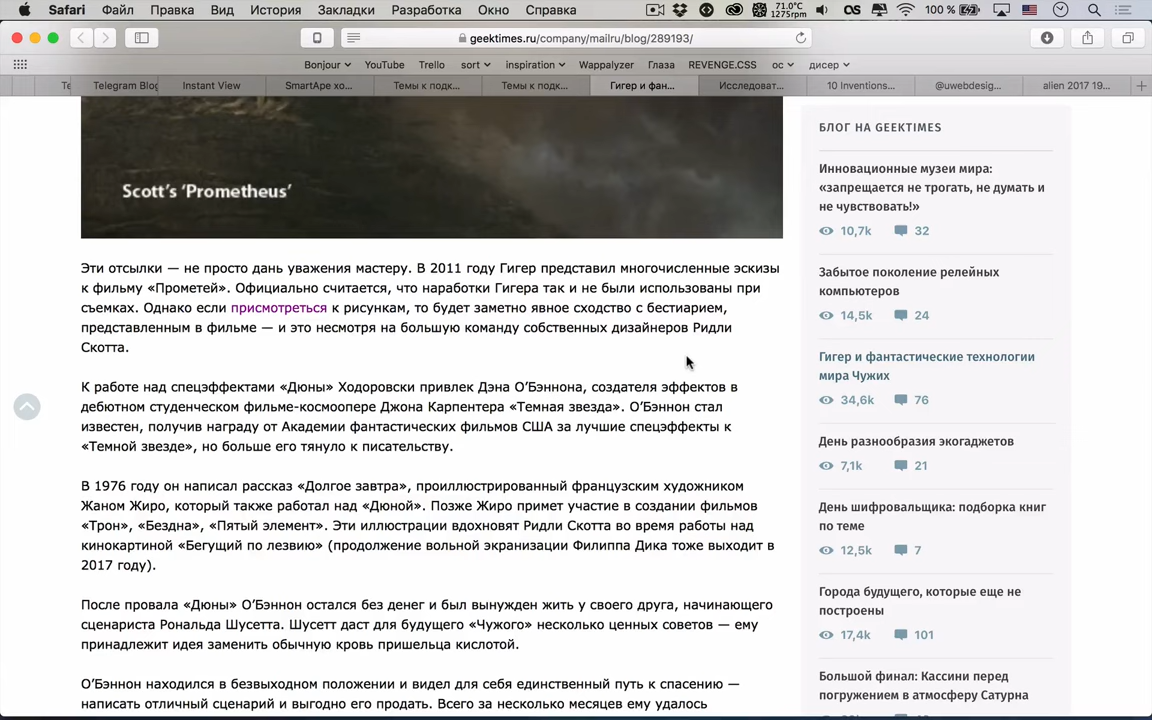 Safari Файл Правка Вид История Закладки Разработка Окно Справка 71.0°C 1275rpm 100 %
geektimes.ru/company/mailru/blog/289193/
Bonjour YouTube Trello sort inspiration Wappalyzer Глаза REVENGE.CSS ос дисер
Те Telegram Blog Instant View SmartApe хо... Темы к подк... Темы к подк... Гигер и фан... Исследоват... 10 Inventions... @uwebdesig... alien 2017 19...
Scott's 'Prometheus'
Эти отсылки — не просто дань уважения мастеру. В 2011 году Гигер представил многочисленные эскизы
к фильму «Прометей». Официально считается, что наработки Гигера так и не были использованы при
съемках. Однако если присмотреться к рисункам, то будет заметно явное сходство с бестиарием,
представленным в фильме — и это несмотря на большую команду собственных дизайнеров Ридли
Скотта.
К работе над спецэффектами «Дюны» Ходоровски привлек Дэна О'Бэннона, создателя эффектов в
дебютном студенческом фильме-космоопере Джона Карпентера «Темная звезда». О'Бэннон стал
известен, получив награду от Академии фантастических фильмов США за лучшие спецэффекты к
«Темной звезде», но больше его тянуло к писательству.
В 1976 году он написал рассказ «Долгое завтра», проиллюстрированный французским художником
Жаном Жиро, который также работал над «Дюной». Позже Жиро примет участие в создании фильмов
«Трон», «Бездна», «Пятый элемент». Эти иллюстрации вдохновят Ридли Скотта во время работы над
кинокартиной «Бегущий по лезвию» (продолжение вольной экранизации Филиппа Дика тоже выходит в
2017 году).
После провала «Дюны» О'Бэннон остался без денег и был вынужден жить у своего друга, начинающего
сценариста Рональда Шусетта. Шусетт даст для будущего «Чужого» несколько ценных советов — ему
принадлежит идея заменить обычную кровь пришельца кислотой.
О'Бэннон находился в безвыходном положении и видел для себя единственный путь к спасению —
написать отличный сценарий и выгодно его продать. Всего за несколько месяцев ему удалось
БЛОГ НА GEEKTIMES
Инновационные музеи мира:
«запрещается не трогать, не думать и
не чувствовать!»
10,7k 32
Забытое поколение релейных
компьютеров
14,5k 24
Гигер и фантастические технологии
мира Чужих
34,6k 76
День разнообразия экогаджетов
7,1k 21
День шифровальщика: подборка книг
по теме
12,5k 7
Города будущего, которые еще не
построены
17,4k 101
Большой финал: Кассини перед
погружением в атмосферу Сатурна